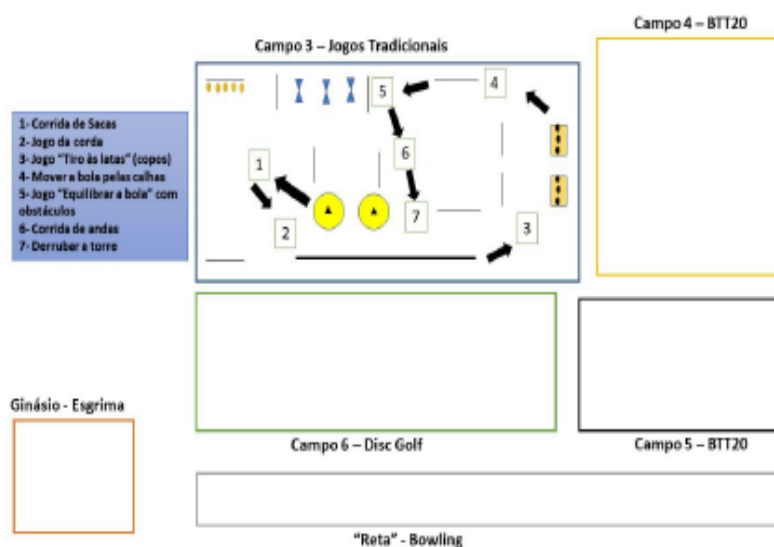 Campo 4 – BTT20
Campo 3 – Jogos Tradicionais
1- Corrida de Sacas
2- Jogo da corda
3- Jogo "Tiro às latas" (copos)
4- Mover a bola pelas calhas
5- Jogo "Equilibrar a bola" com
obstáculos
6- Corrida de andas
7- Derrubar a torre
5
4
6
1
7
2
3
Ginásio - Esgrima
Campo 6 – Disc Golf
Campo 5 – BTT20
"Reta" - Bowling